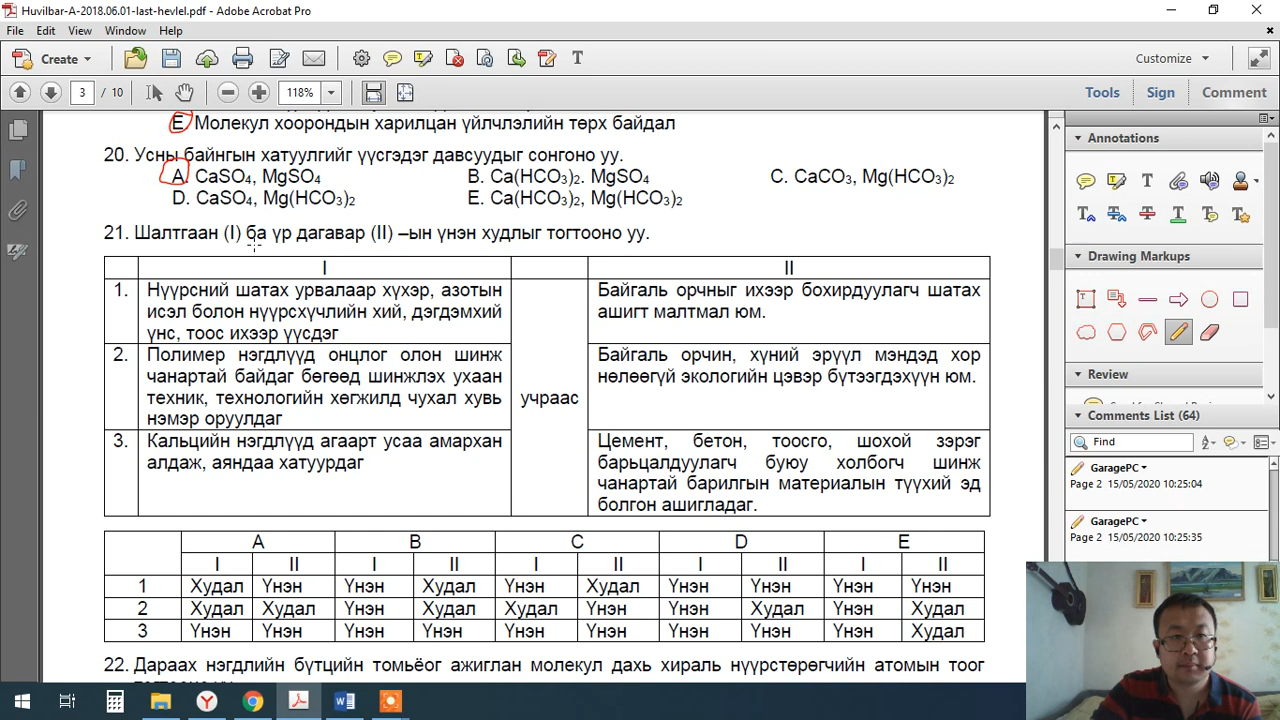 Huvilbar-A-2018.06.01-last-hevlel.pdf - Adobe Acrobat Pro
File Edit View Window Help
Create
Customize
3 / 10
118%
Tools Sign Comment
Е Молекул хоорондын харилцан үйлчлэлийн төрх байдал
20. Усны байнгын хатуулгийг үүсгэдэг давсуудыг сонгоно уу.
A. CaSO4, MgSO4 B. Ca(HCO3)2. MgSO4 C. CaCO3, Mg(HCO3)2
D. CaSO4, Mg(HCO3)2 E. Ca(HCO3)2, Mg(HCO3)2
21. Шалтгаан (I) ба үр дагавар (II) –ын үнэн худлыг тогтооно уу.
I II
1. Нүүрсний шатах урвалаар хүхэр, азотын
исэл болон нүүрсхүчлийн хий, дэгдэмхий
үнс, тоос ихээр үүсдэг
учраас
Байгаль орчныг ихээр бохирдуулагч шатах
ашигт малтмал юм.
2. Полимер нэгдлүүд онцлог олон шинж
чанартай байдаг бөгөөд шинжлэх ухаан
техник, технологийн хөгжилд чухал хувь
нэмэр оруулдаг
Байгаль орчин, хүний эрүүл мэндэд хор
нөлөөгүй экологийн цэвэр бүтээгдэхүүн юм.
3. Кальцийн нэгдлүүд агаарт усаа амархан
алдаж, аяндаа хатуурдаг
Цемент, бетон, тоосго, шохой зэрэг
барьцалдуулагч буюу холбогч шинж
чанартай барилгын материалын түүхий эд
болгон ашигладаг.
A B C D E
I II I II I II I II I II
1 Худал Үнэн Үнэн Худал Үнэн Худал Үнэн Үнэн Үнэн Үнэн
2 Худал Худал Үнэн Худал Худал Үнэн Үнэн Худал Үнэн Худал
3 Үнэн Үнэн Үнэн Үнэн Үнэн Үнэн Үнэн Үнэн Үнэн Худал
22. Дараах нэгдлийн бүтцийн томьёог ажиглан молекул дахь хираль нүүрстөрөгчийн атомын тоог
Annotations
Drawing Markups
Review
Comments List (64)
Find
GaragePC
Page 2 15/05/2020 10:25:04
GaragePC
Page 2 15/05/2020 10:25:35